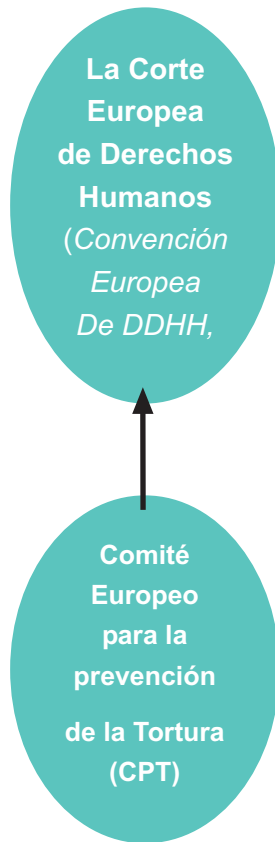 La Corte
Europea
de Derechos
Humanos
(Convención
Europea
De DDHH,
Comité
Europeo
para la
prevención
de la Tortura
(CPT)